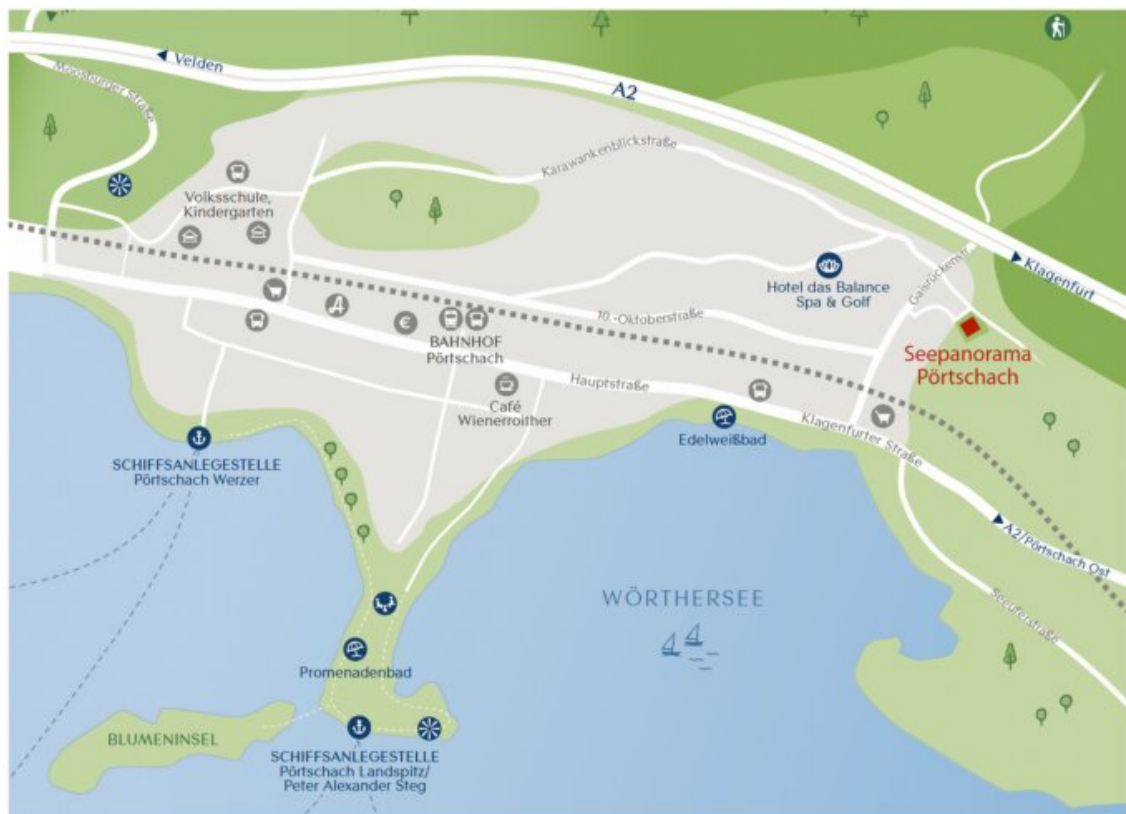 Velden
A2
Moosburger Straße
Karawankenblickstraße
Volksschule,
Kindergarten
Klagenfurt
Gaisrückenstr.
Hotel das Balance
Spa & Golf
10.-Oktoberstraße
€
BAHNHOF
Pörtschach
Seepanorama
Pörtschach
Hauptstraße
Café
Wienerroither
Edelweißbad
Klagenfurter Straße
SCHIFFSANLEGESTELLE
Pörtschach Werzer
A2/Pörtschach Ost
WÖRTHERSEE
Seeuferstraße
Promenadenbad
BLUMENINSEL
SCHIFFSANLEGESTELLE
Pörtschach Landspitz/
Peter Alexander Steg